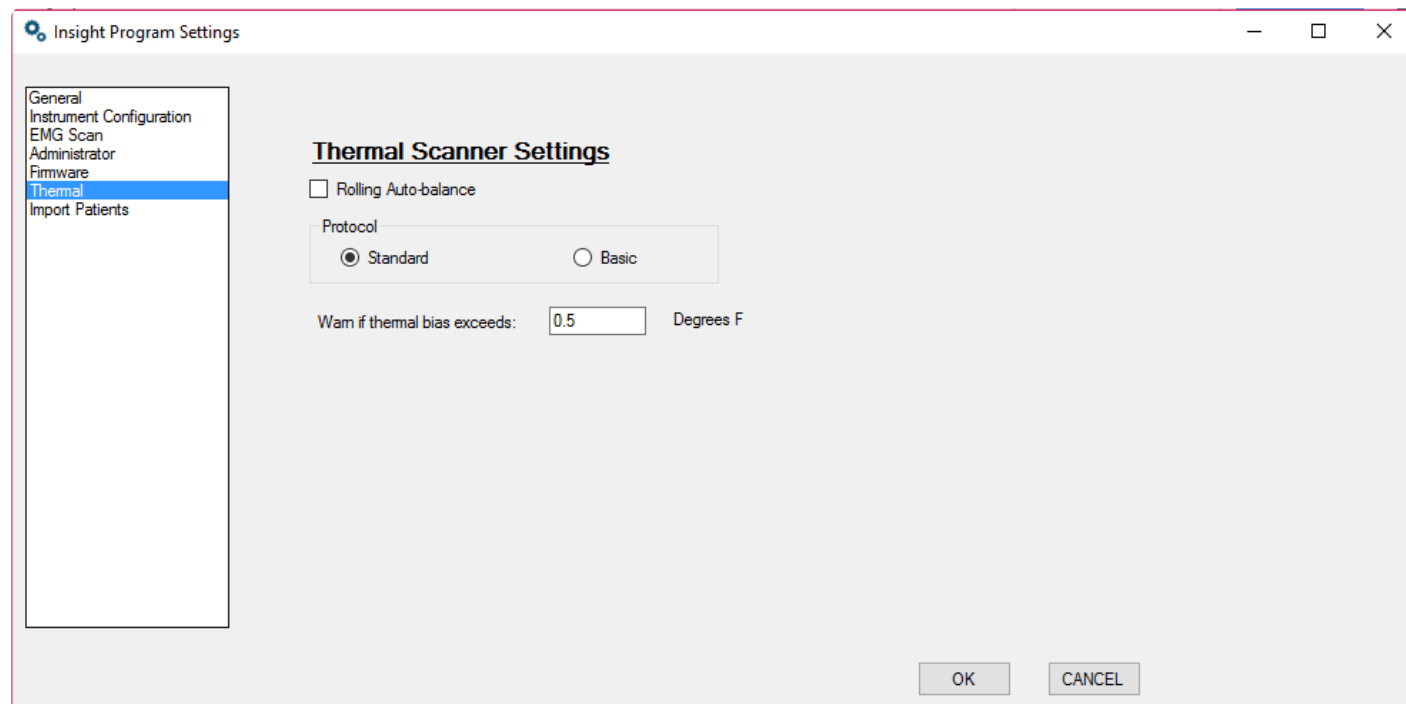 Insight Program Settings
General
Instrument Configuration
EMG Scan
Administrator
Firmware
Thermal
Import Patients
Thermal Scanner Settings
Rolling Auto-balance
Protocol
Standard
Basic
Warn if thermal bias exceeds: 0.5 Degrees F
OK
CANCEL